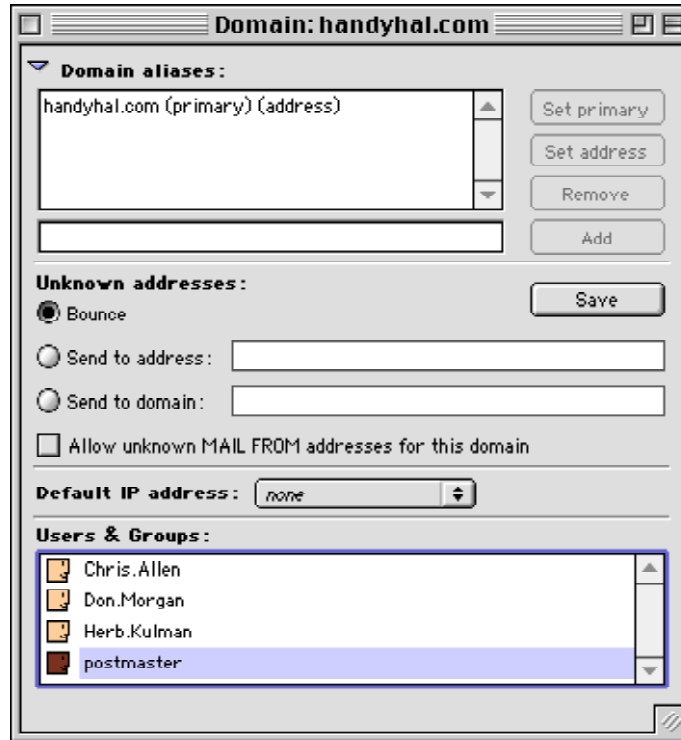 Domain: handyhal.com
Domain aliases:
handyhal.com (primary) (address)
Set primary
Set address
Remove
Add
Unknown addresses:
Save
Bounce
Send to address:
Send to domain:
Allow unknown MAIL FROM addresses for this domain
Default IP address: none
Users & Groups:
Chris.Allen
Don.Morgan
Herb.Kulman
postmaster